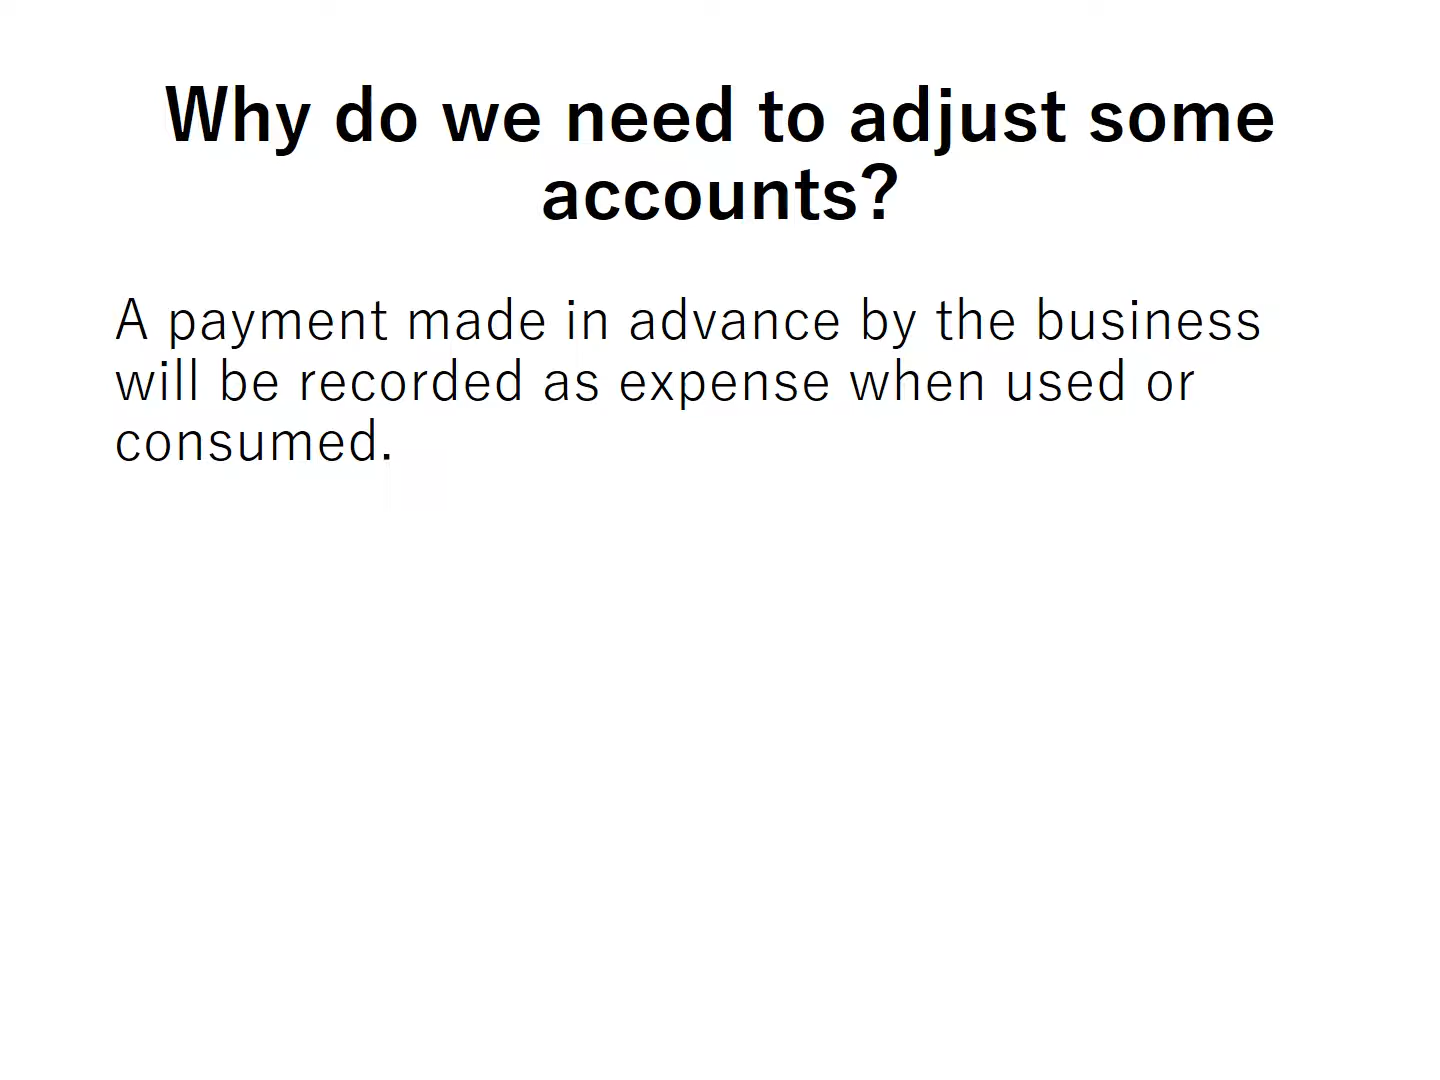 Why do we need to adjust some
accounts?
A payment made in advance by the business
will be recorded as expense when used or
consumed.